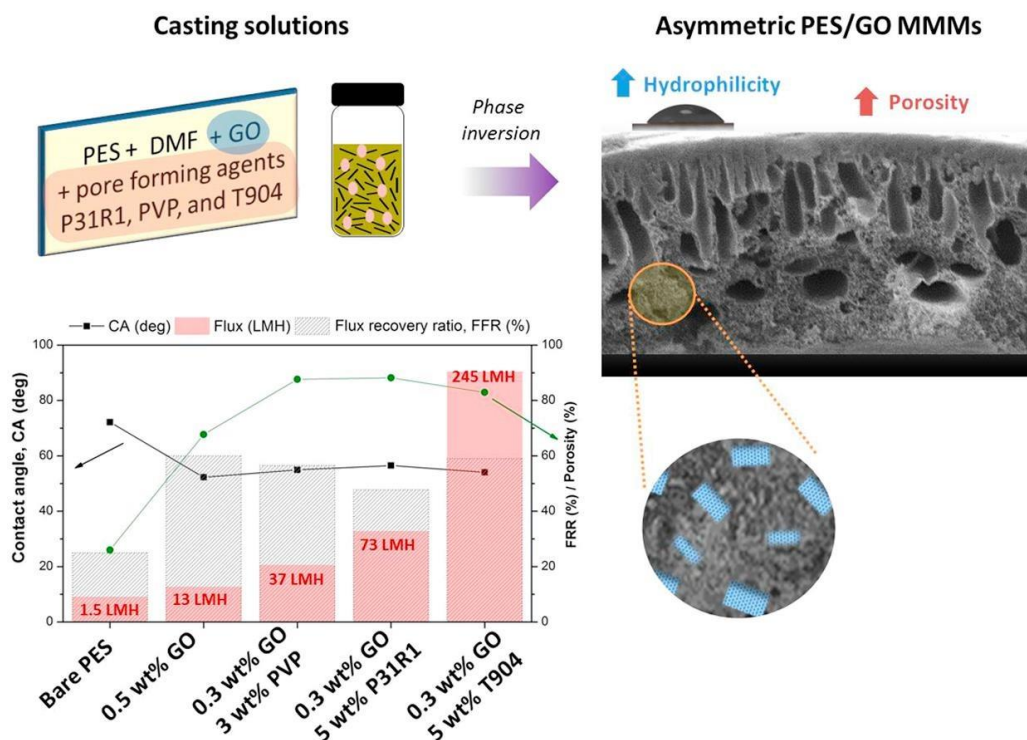 Casting solutions
Asymmetric PES/GO MMMs
PES + DMF + GO
+ pore forming agents
P31R1, PVP, and T904
Phase
inversion
Hydrophilicity
Porosity
CA (deg)
Flux (LMH)
Flux recovery ratio, FFR (%)
Contact angle, CA (deg)
100
80
60
40
20
0
1.5 LMH
13 LMH
37 LMH
73 LMH
245 LMH
100
80
60
40
20
0
FRR (%) / Porosity (%)
Bare PES
0.5 wt% GO
0.3 wt% GO
3 wt% PVP
0.3 wt% GO
5 wt% P31R1
0.3 wt% GO
5 wt% T904